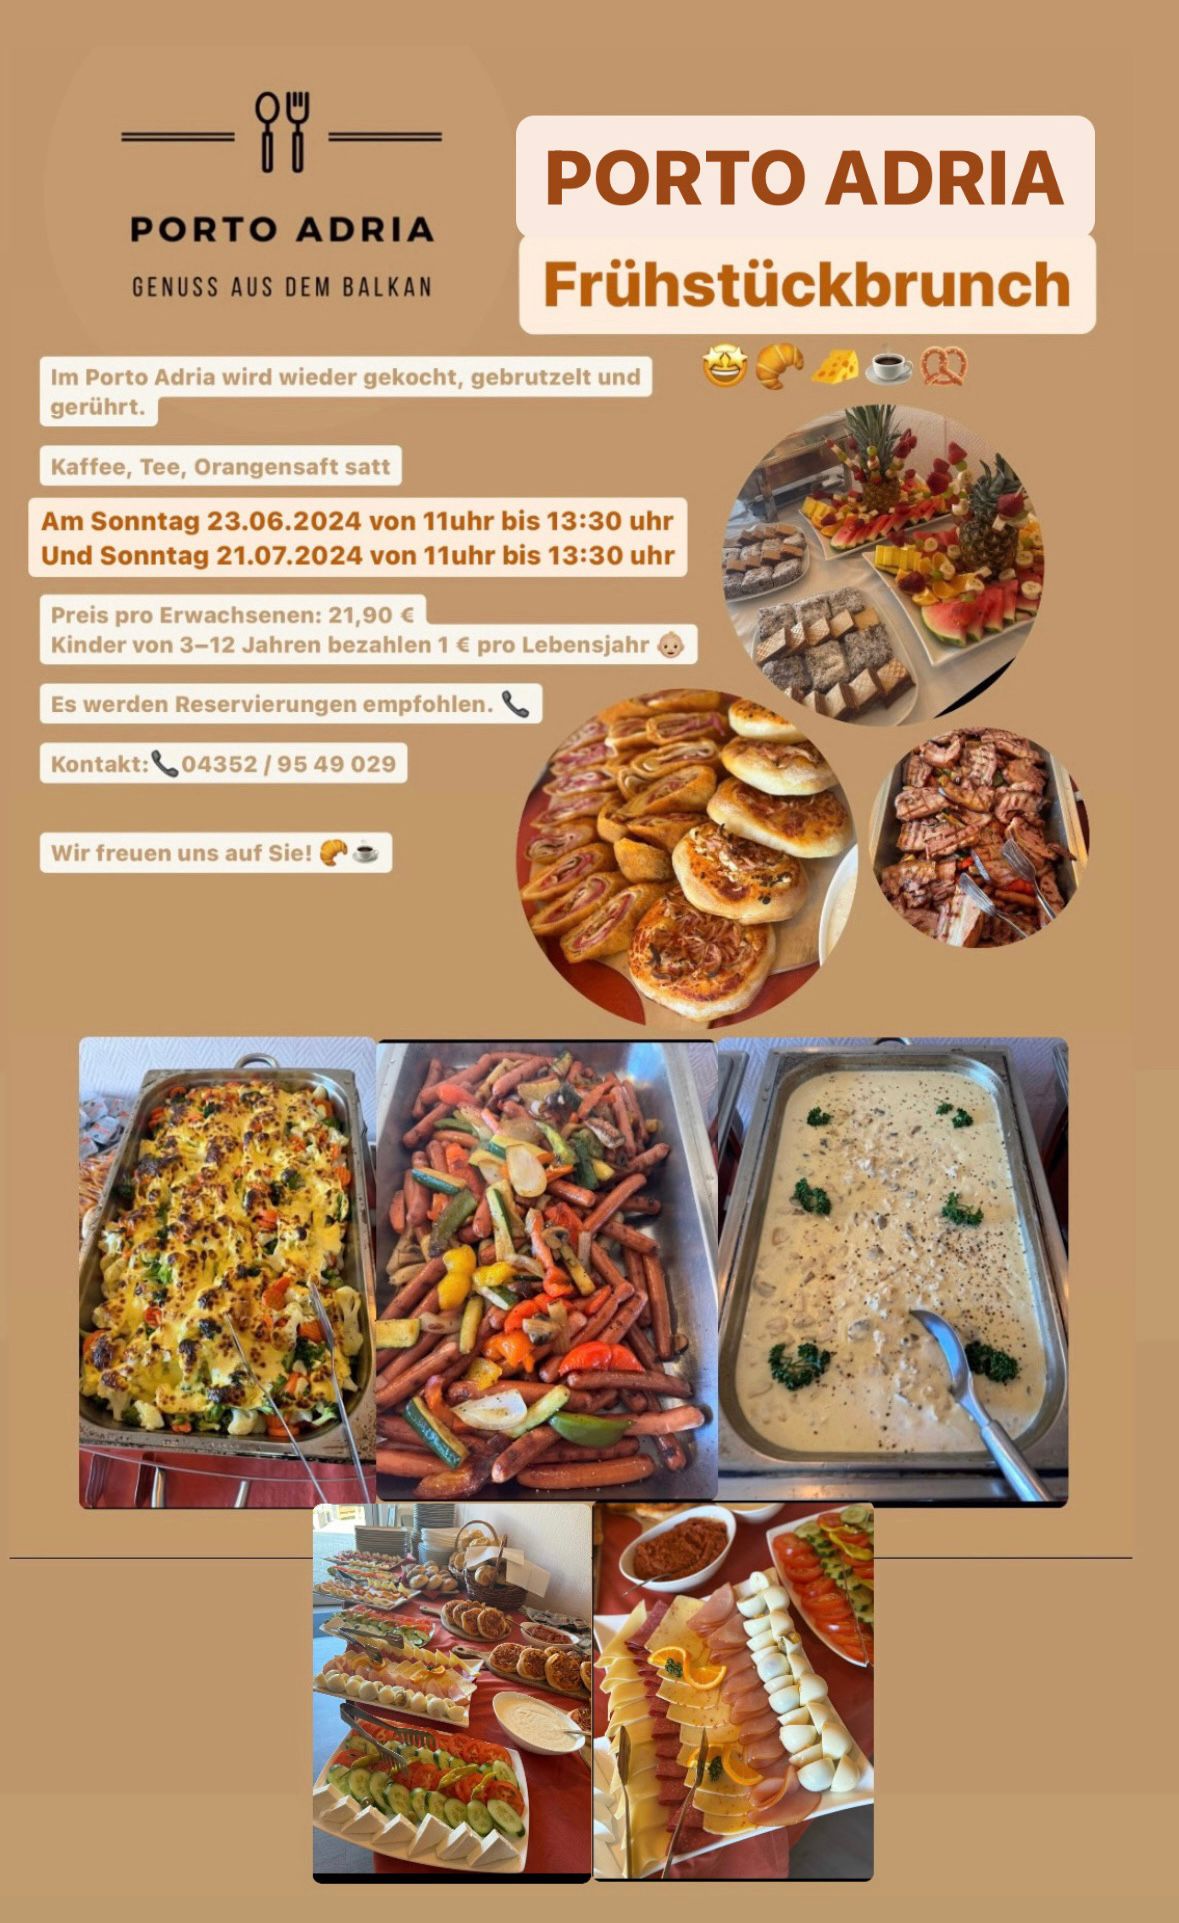 PORTO ADRIA
GENUSS AUS DEM BALKAN
PORTO ADRIA
Frühstückbrunch
Im Porto Adria wird wieder gekocht, gebrutzelt und
gerührt.
Kaffee, Tee, Orangensaft satt
Am Sonntag 23.06.2024 von 11uhr bis 13:30 uhr
Und Sonntag 21.07.2024 von 11uhr bis 13:30 uhr
Preis pro Erwachsenen: 21,90 €
Kinder von 3–12 Jahren bezahlen 1 € pro Lebensjahr 👶🏼
Es werden Reservierungen empfohlen. 📞
Kontakt:📞04352 / 95 49 029
Wir freuen uns auf Sie! 🥐☕